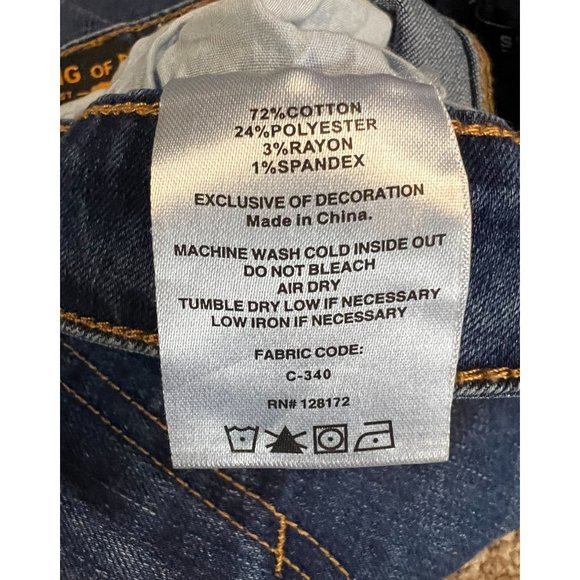 G OF
72%COTTON
24%POLYESTER
3%RAYON
1%SPANDEX
EXCLUSIVE OF DECORATION
Made in China.
MACHINE WASH COLD INSIDE OUT
DO NOT BLEACH
AIR DRY
TUMBLE DRY LOW IF NECESSARY
LOW IRON IF NECESSARY
FABRIC CODE:
C-340
RN# 128172